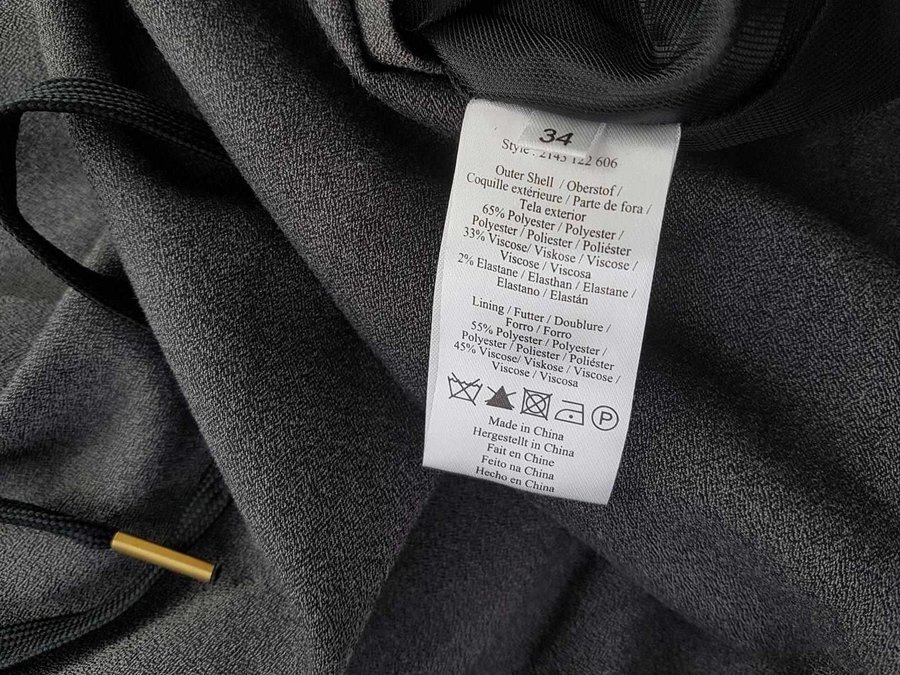 34
Style: 2143 122 606
Outer Shell / Oberstof /
Coquille extérieure / Parte de fora /
Tela exterior
65% Polyester / Polyester /
Polyester / Poliester / Poliéster
33% Viscose/ Viskose / Viscose /
Viscose / Viscosa
2% Elastane / Elasthan / Elastane /
Elastano / Elastán
Lining / Futter / Doublure /
Forro / Forro
55% Polyester / Polyester /
Polyester / Poliester / Poliéster
45% Viscose/ Viskose / Viscose /
Viscose / Viscosa
P
Made in China
Hergestellt in China
Fait en Chine
Feito na China
Hecho en China